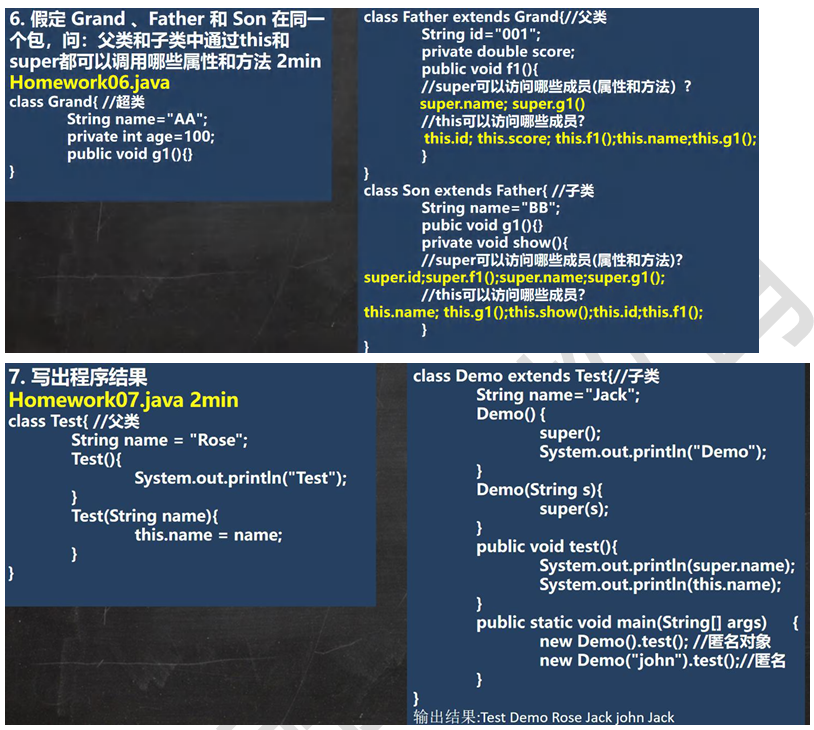 6. 假定 Grand 、Father 和 Son 在同一
个包，问：父类和子类中通过this和
super都可以调用哪些属性和方法 2min
Homework06.java
class Grand{ //超类
String name="AA";
private int age=100;
public void g1(){}
}
class Father extends Grand{//父类
String id="001";
private double score;
public void f1(){
//super可以访问哪些成员(属性和方法）?
super.name; super.g1()
//this可以访问哪些成员?
this.id; this.score; this.f1();this.name;this.g1();
}
}
class Son extends Father{ //子类
String name="BB";
pubic void g1(){}
private void show(){
//super可以访问哪些成员(属性和方法)?
super.id;super.f1();super.name;super.g1();
//this可以访问哪些成员?
this.name; this.g1();this.show();this.id;this.f1();
}
}
7. 写出程序结果
Homework07.java 2min
class Test{ //父类
String name = "Rose";
Test(){
System.out.println("Test");
}
Test(String name){
this.name = name;
}
}
class Demo extends Test{//子类
String name="Jack";
Demo() {
super();
System.out.println("Demo");
}
Demo(String s){
super(s);
}
public void test(){
System.out.println(super.name);
System.out.println(this.name);
}
public static void main(String[] args) {
new Demo().test(); //匿名对象
new Demo("john").test();//匿名
}
}
输出结果:Test Demo Rose Jack john Jack